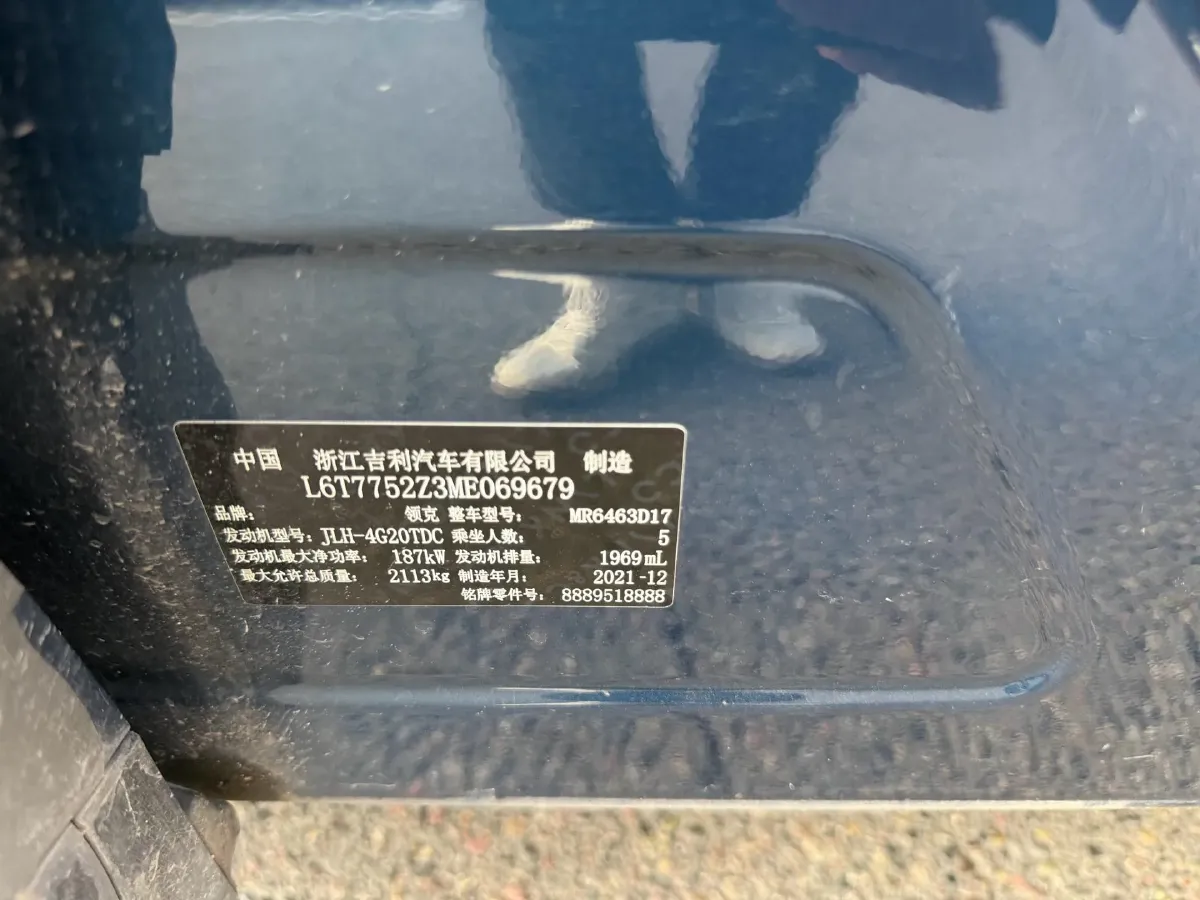 中国 浙江吉利汽车有限公司 制造
L6T7752Z3ME069679
品牌: 领克 整车型号: MR6463D17
发动机型号: JLH-4G20TDC 乘坐人数: 5
发动机最大净功率: 187kW 发动机排量: 1969mL
最大允许总质量: 2113kg 制造年月: 2021-12
铭牌零件号: 8889518888